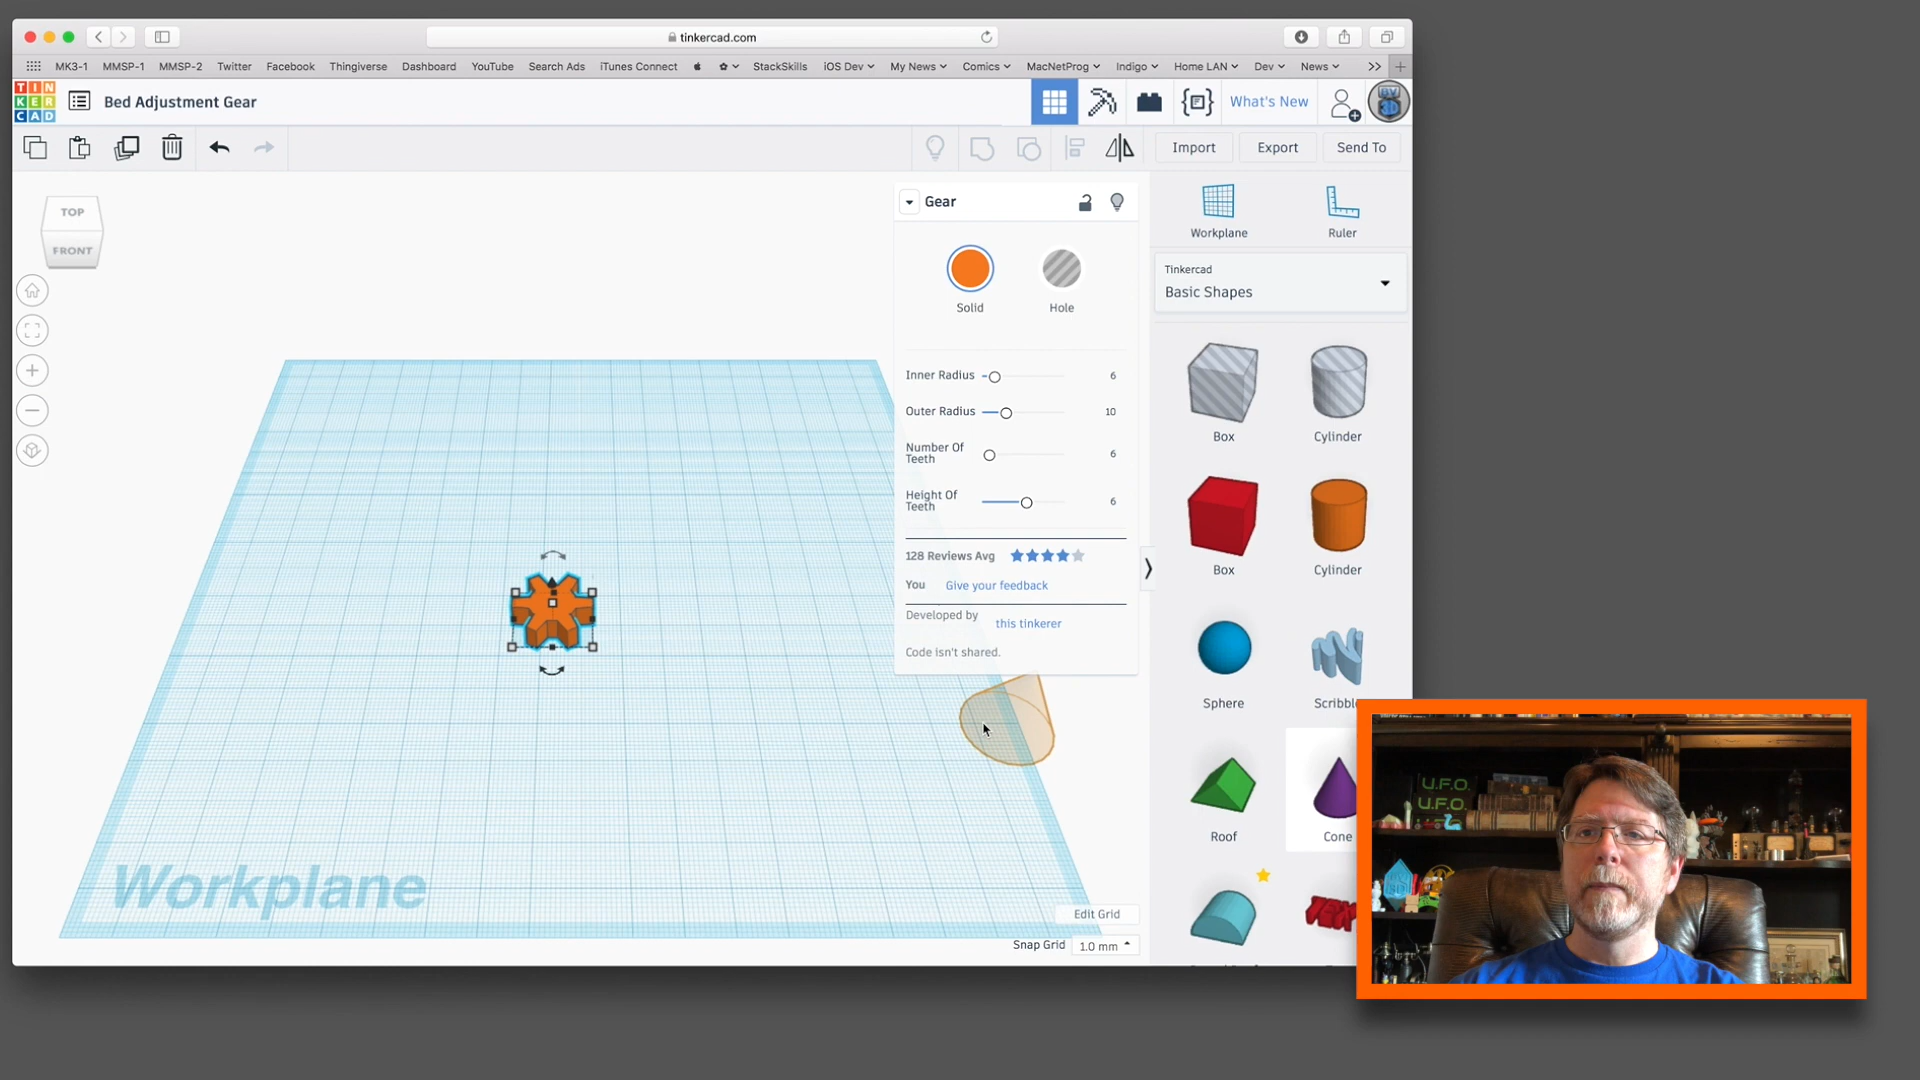 tinkercad.com
MK3-1 MMSP-1 MMSP-2 Twitter Facebook Thingiverse Dashboard YouTube Search Ads iTunes Connect StackSkills iOS Dev My News Comics MacNetProg Indigo Home LAN Dev News >>
TIN
KER
CAD
Bed Adjustment Gear
What's New
Import Export Send To
TOP
FRONT
Gear
Solid Hole
Inner Radius 6
Outer Radius 10
Number Of
Teeth 6
Height Of
Teeth 6
128 Reviews Avg
You Give your feedback
Developed by this tinkerer
Code isn't shared.
Workplane
Edit Grid
Snap Grid 1.0 mm
Workplane Ruler
Tinkercad
Basic Shapes
Box Cylinder
Box Cylinder
Sphere Scribble
Roof Cone
TEXT
U.F.O.
U.F.O.